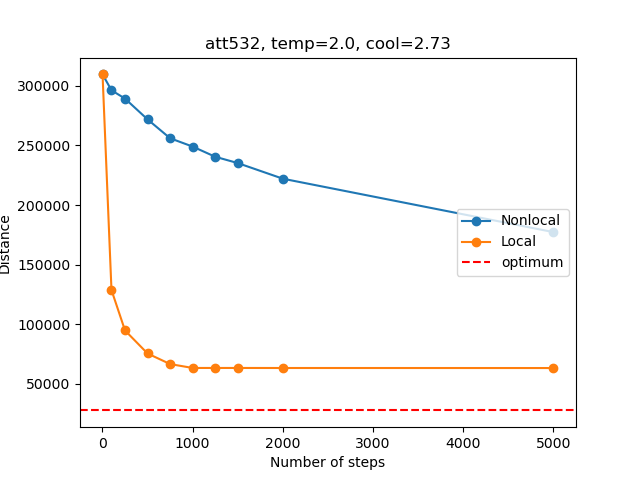 att532, temp=2.0, cool=2.73
300000
250000
200000
150000
100000
50000
Distance
Nonlocal
Local
optimum
0 1000 2000 3000 4000 5000
Number of steps